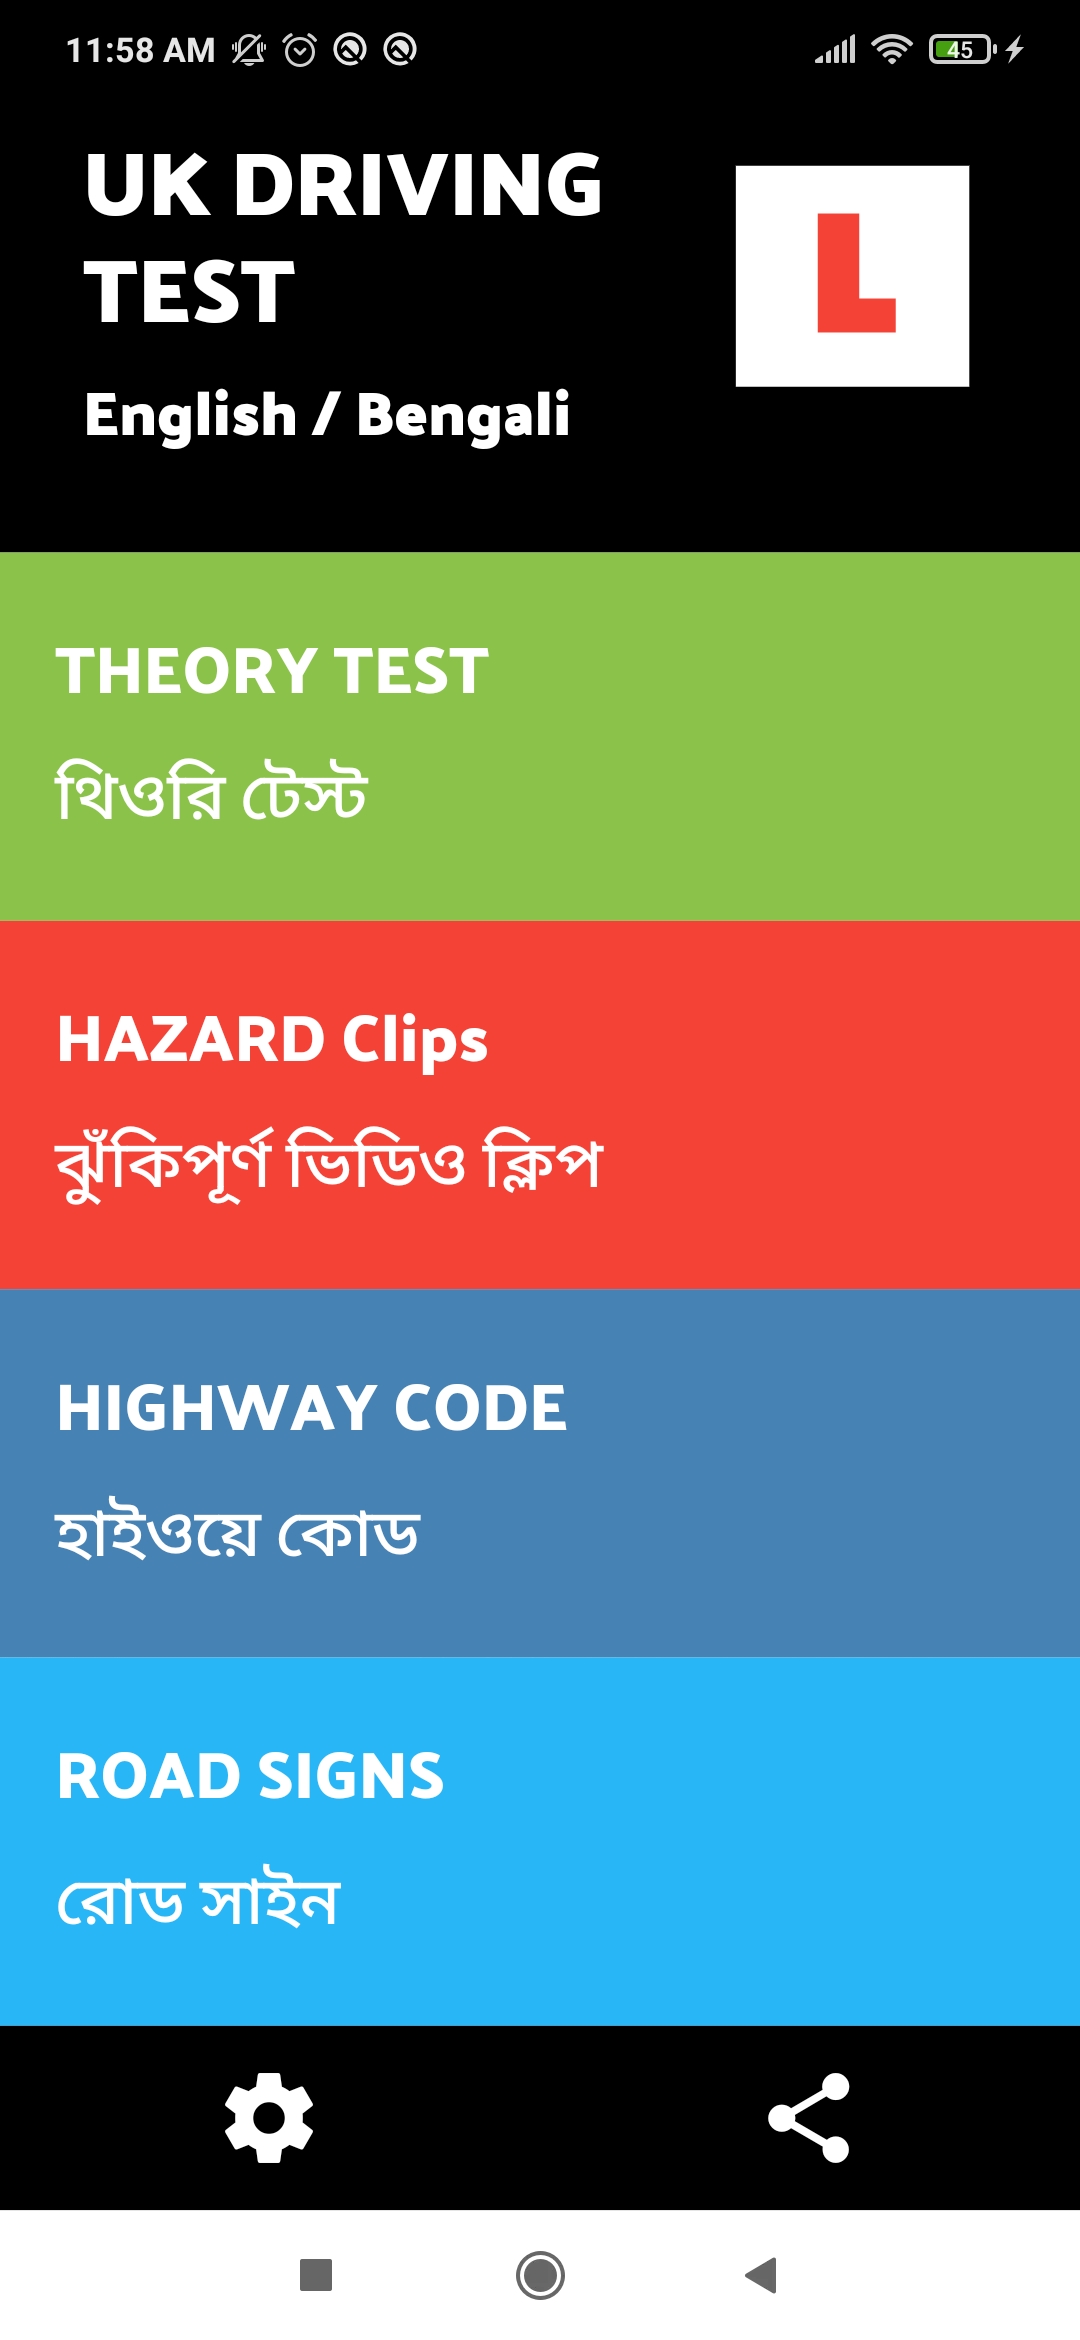 11:58 AM
45
UK DRIVING
TEST
L
English / Bengali
THEORY TEST
থিওরি টেস্ট
HAZARD Clips
ঝুঁকিপূর্ণ ভিডিও ক্লিপ
HIGHWAY CODE
হাইওয়ে কোড
ROAD SIGNS
রোড সাইন